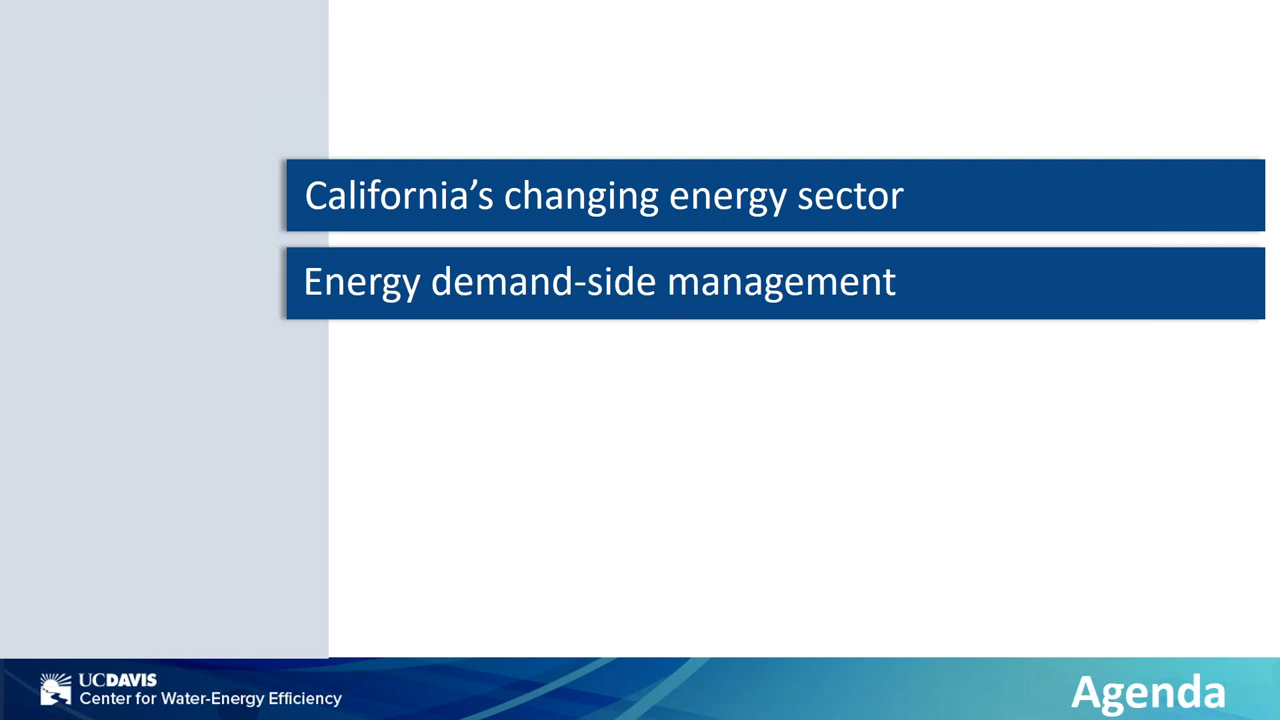 California’s changing energy sector
Energy demand-side management
UCDAVIS
Center for Water-Energy Efficiency
Agenda